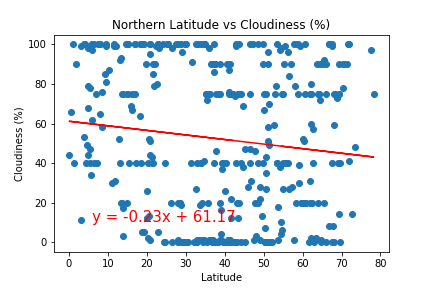 Northern Latitude vs Cloudiness (%)
100
80
60
40
20
0
Cloudiness (%)
y = -0.23x + 61.17
0 10 20 30 40 50 60 70 80
Latitude